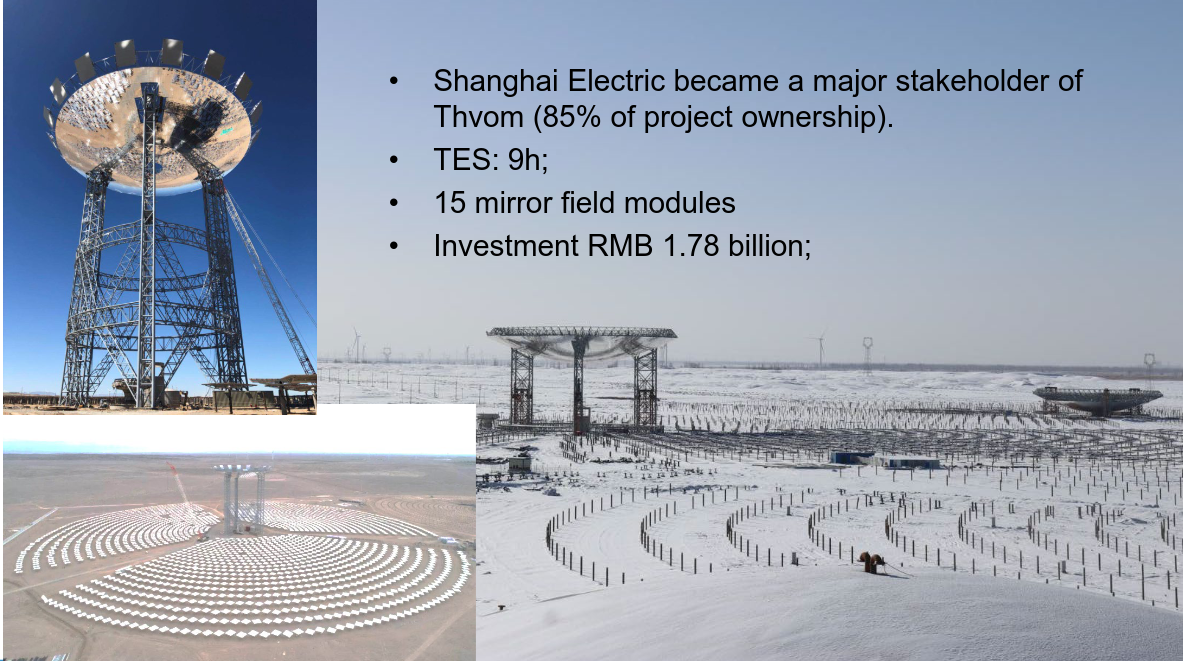 • Shanghai Electric became a major stakeholder of
Thvom (85% of project ownership).
• TES: 9h;
• 15 mirror field modules
• Investment RMB 1.78 billion;